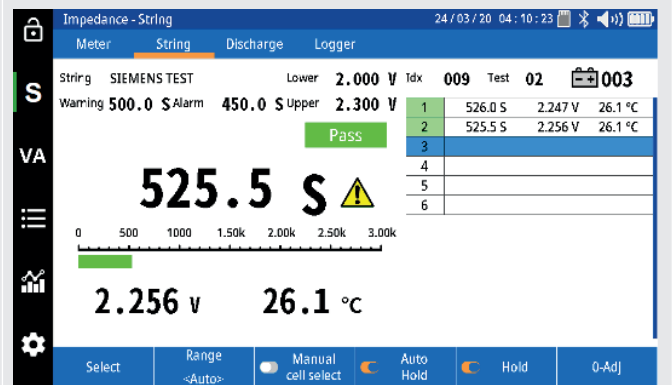 Impedance - String 24/03/20 04:10:23
Meter String Discharge Logger
String SIEMENS TEST Lower 2.000 V Idx 009 Test 02 003
Warning 500.0 S Alarm 450.0 S Upper 2.300 V
Pass
525.5 S
0 500 1000 1.50k 2.00k 2.50k 3.00k
2.256 V 26.1 °C
1 526.0 S 2.247 V 26.1 °C
2 525.5 S 2.256 V 26.1 °C
3
4
5
6
S
VA
Select
Range
<Auto>
Manual
cell select
Auto
Hold
Hold
0-Adj